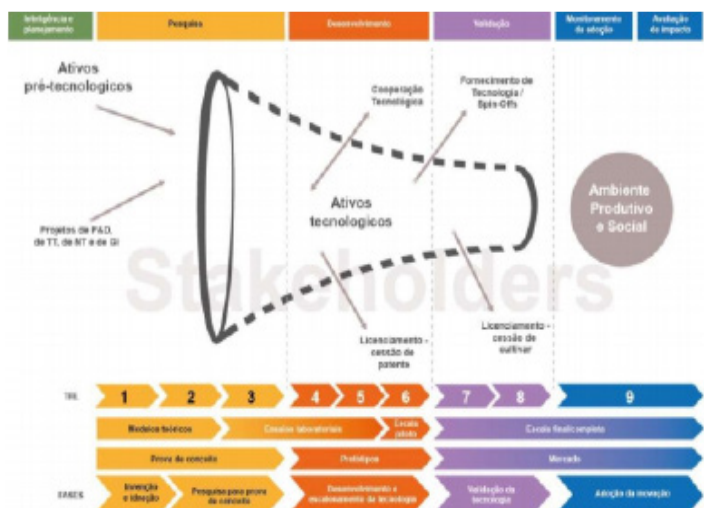 Inteligência e
planejamento
Pesquisa
Desenvolvimento
Validação
Monitoramento
da adoção
Avaliação
de impacto
Ativos
pré-tecnologicos
Cooperação
Tecnológica
Fornecimento de
Tecnologia /
Spin-Offs
Projetos de P&D,
de TT, de NT e de GI
Ativos
tecnologicos
Ambiente
Produtivo
e Social
Stakeholders
Licenciamento -
cessão de
patente
Licenciamento -
cessão de
cultivar
TRL
1
2
3
4
5
6
7
8
9
Modelos teóricos
Ensaios laboratoriais
Escala
piloto
Escala final/completa
Prova de conceito
Protótipos
Mercado
FASES
Invenção
e ideação
Pesquisa para prova
de conceito
Desenvolvimento e
escalonamento da tecnologia
Validação da
tecnologia
Adoção da inovação